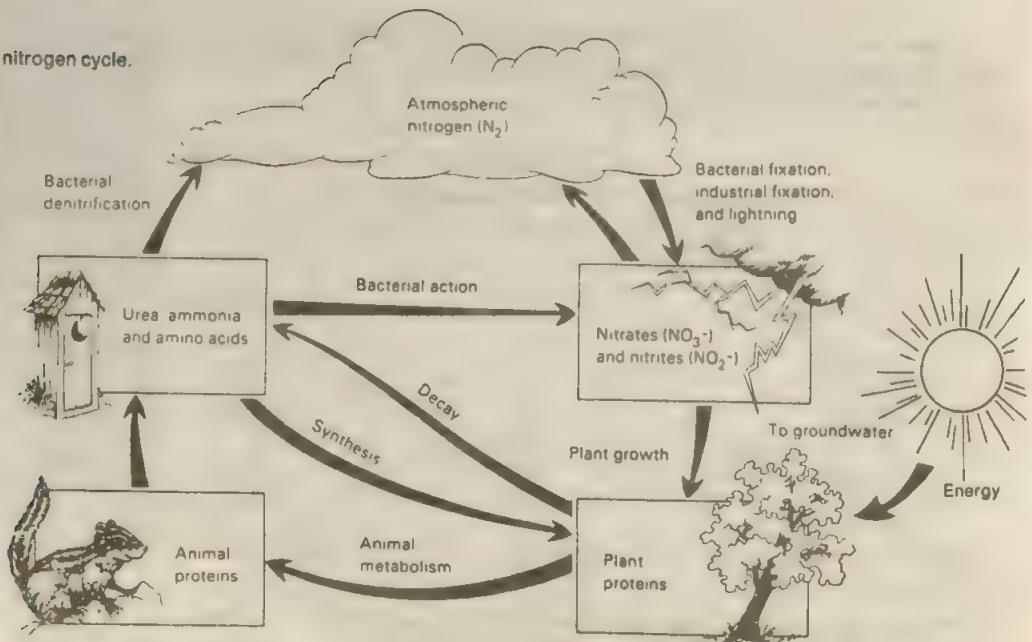 nitrogen cycle.
Atmospheric
nitrogen (N₂)
Bacterial
denitrification
Bacterial fixation,
industrial fixation,
and lightning
Bacterial action
Urea ammonia
and amino acids
Nitrates (NO₃⁻)
and nitrites (NO₂⁻)
Decay
Synthesis
Plant growth
To groundwater
Energy
Animal
proteins
Animal
metabolism
Plant
proteins